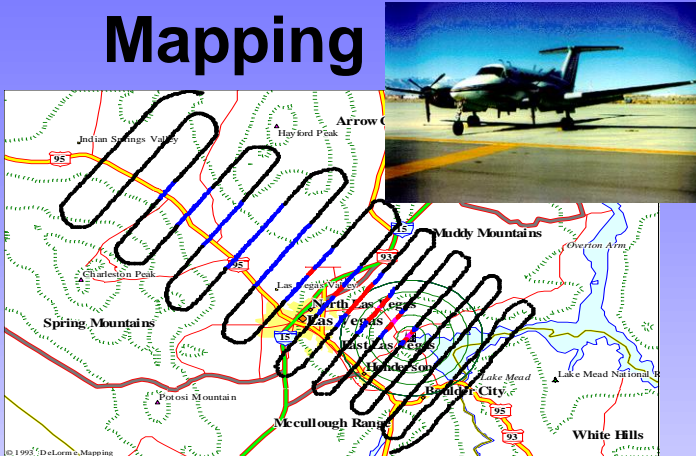 Mapping
Arrow C
Indian Springs Valley
Hayford Peak
95
15
Muddy Mountains
Overton Arm
93
95
Charleston Peak
Las Vegas Valley
North Las Vegas
Las Vegas
Spring Mountains
15
East Las Vegas
Henderson
Lake Mead
Lake Mead National R
Boulder City
Potosi Mountain
95
Mccullough Range
93
White Hills
© 1993 DeLorme Mapping